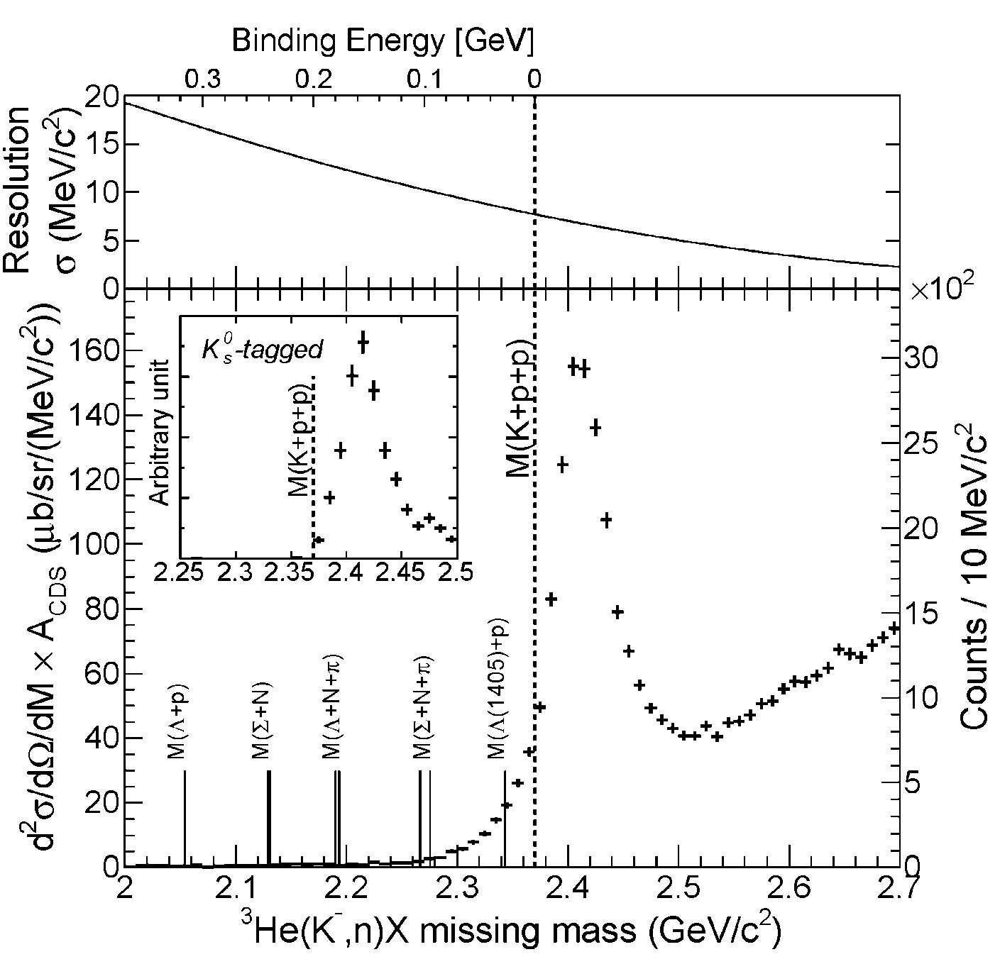 Binding Energy [GeV]
0.3 0.2 0.1 0
Resolution
σ (MeV/c²)
20
15
10
5
0
×10²
d²σ/dΩ/dM × A_CDS (μb/sr/(MeV/c²))
160
140
120
100
80
60
40
20
0
K_s⁰-tagged
Arbitrary unit
M(K+p+p)
2.25 2.3 2.35 2.4 2.45 2.5
M(K+p+p)
M(Λ+p)
M(Σ+N)
M(Λ+N+π)
M(Σ+N+π)
M(Λ(1405)+p)
30
25
20
15
10
5
0
Counts / 10 MeV/c²
2 2.1 2.2 2.3 2.4 2.5 2.6 2.7
³He(K⁻,n)X missing mass (GeV/c²)